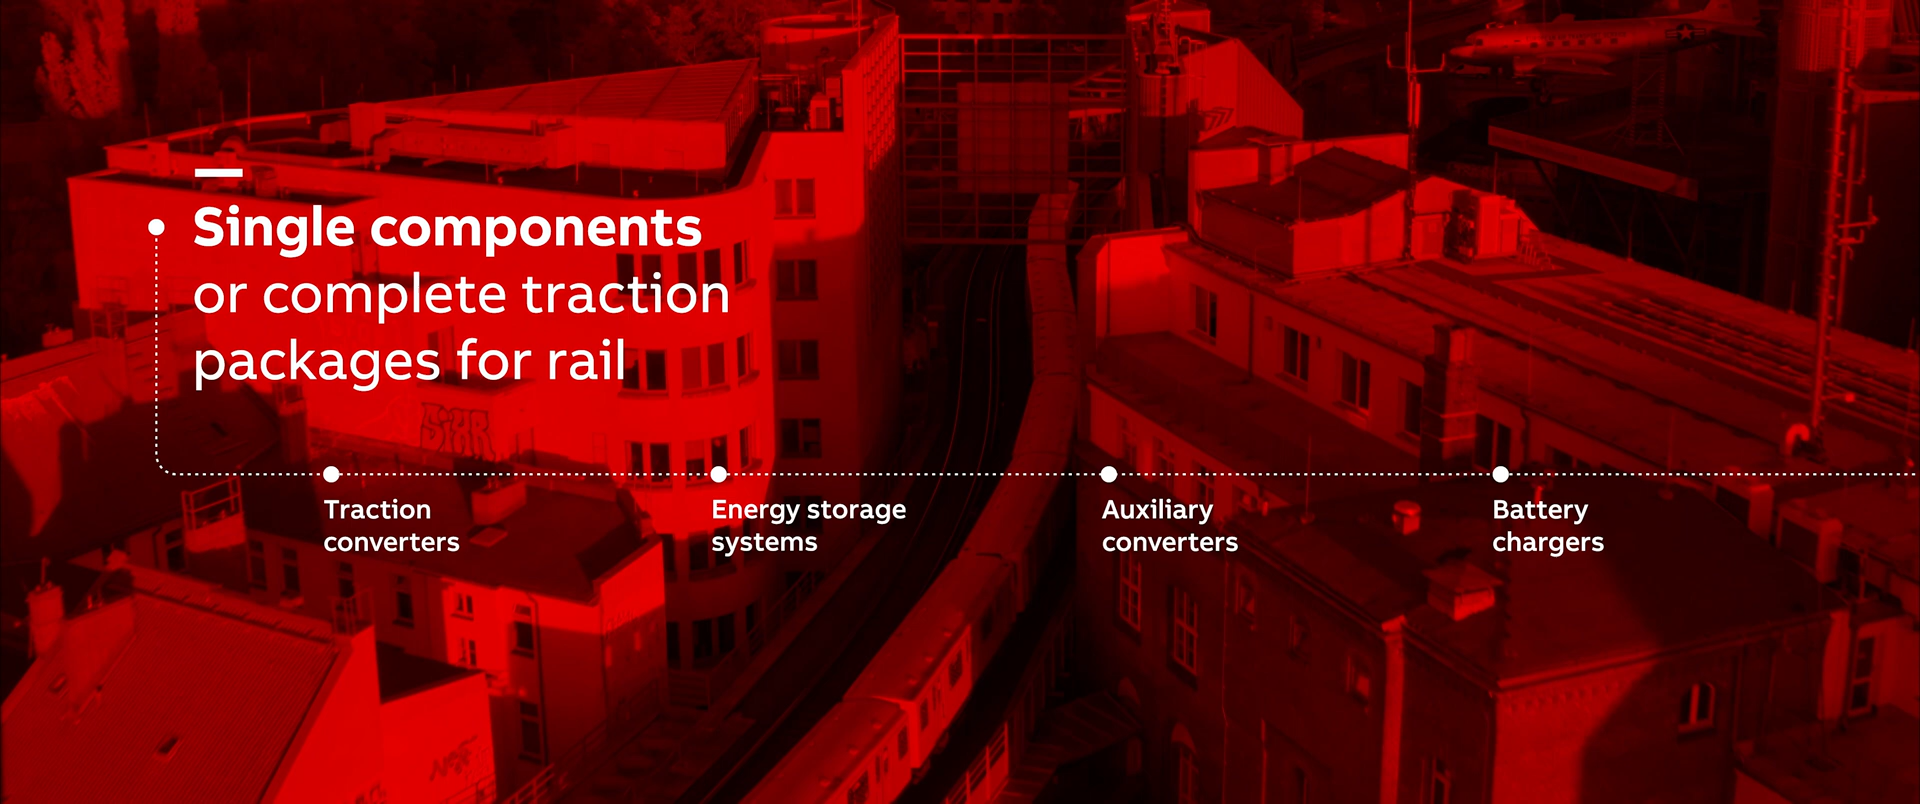 Single components
or complete traction
packages for rail
Traction
converters
Energy storage
systems
Auxiliary
converters
Battery
chargers